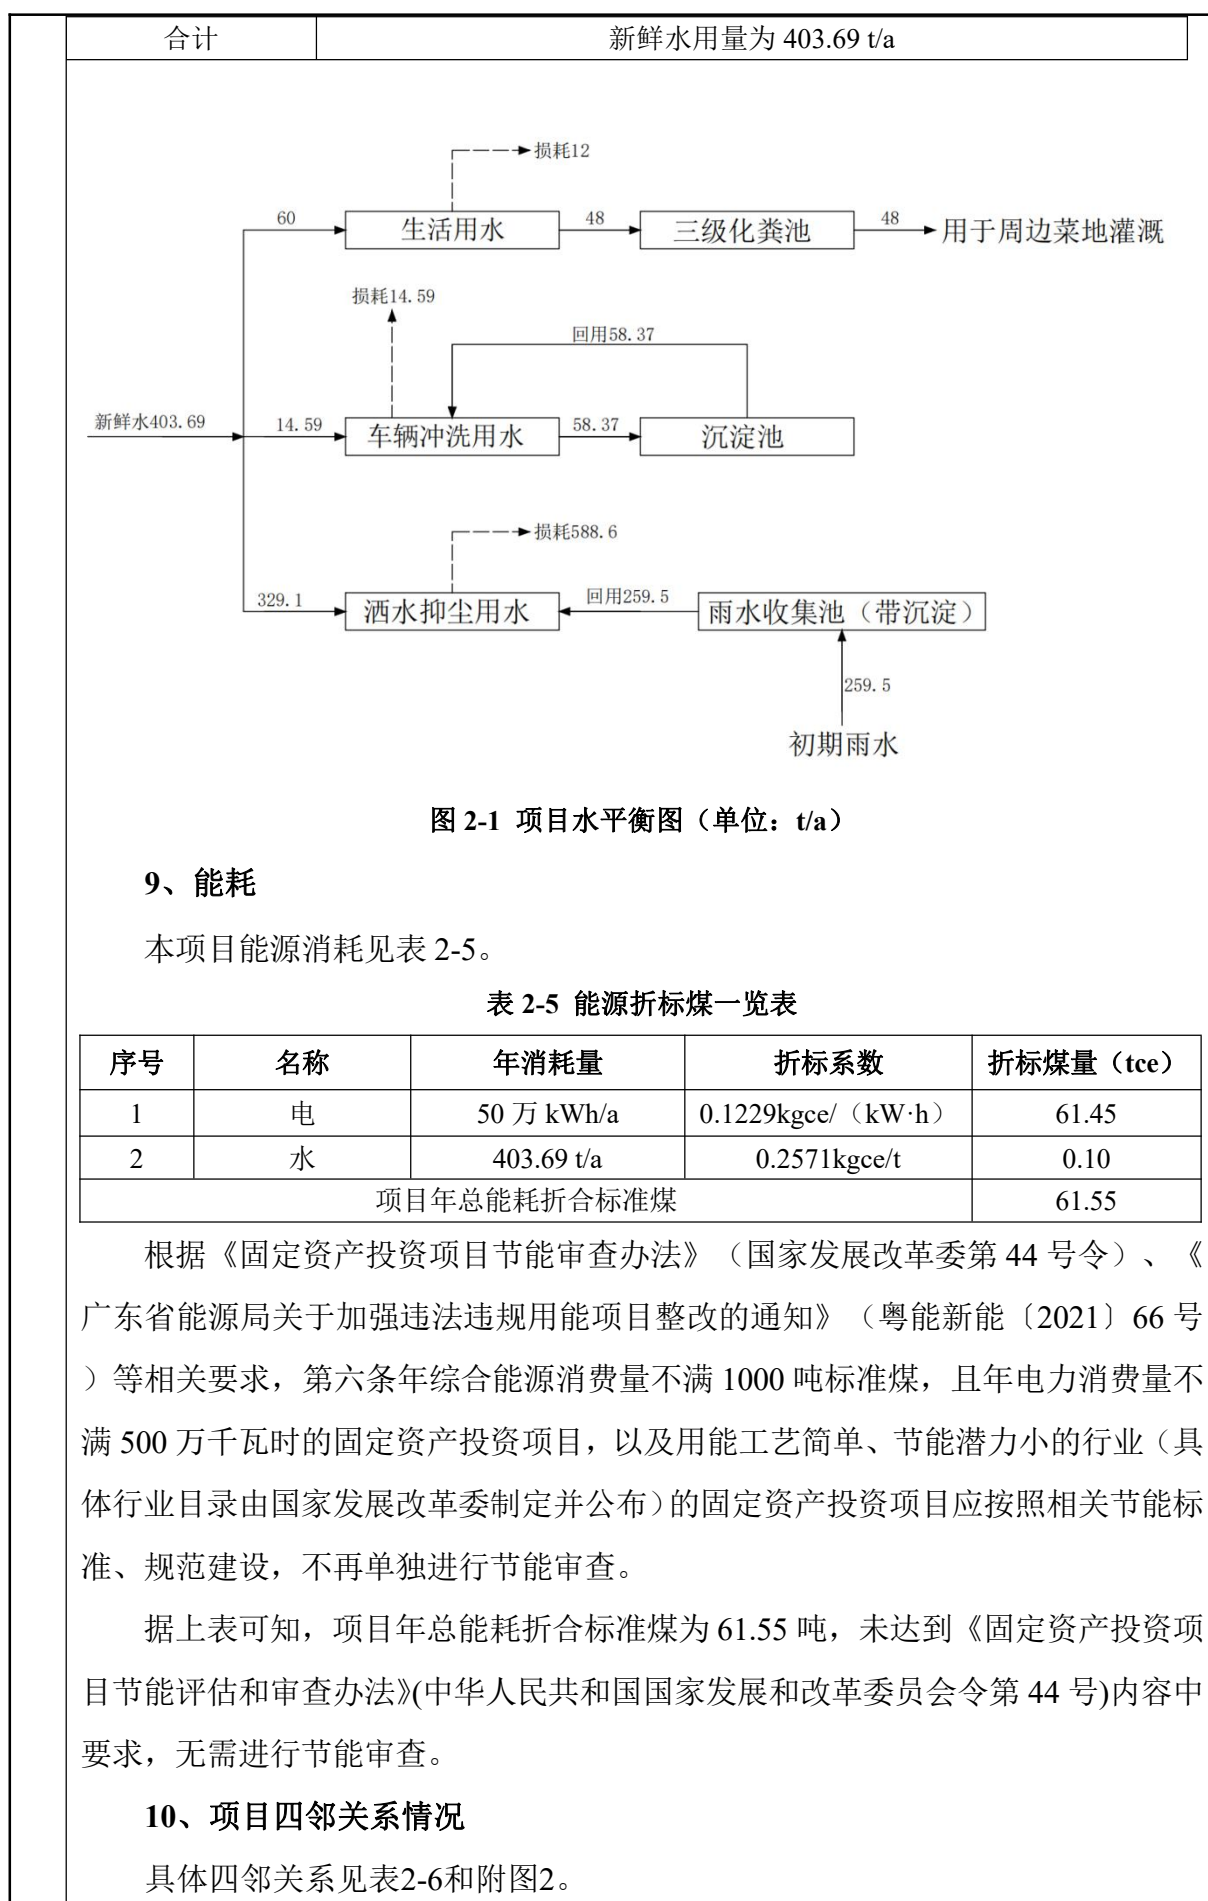 合计 新鲜水用量为 403.69 t/a
损耗12
60 生活用水 48 三级化粪池 48 用于周边菜地灌溉
损耗14.59
回用58.37
新鲜水403.69 14.59 车辆冲洗用水 58.37 沉淀池
损耗588.6
329.1 洒水抑尘用水 回用259.5 雨水收集池（带沉淀）
259.5
初期雨水
图 2-1 项目水平衡图（单位：t/a）
9、能耗
本项目能源消耗见表 2-5。
表 2-5 能源折标煤一览表
序号 名称 年消耗量 折标系数 折标煤量（tce）
1 电 50 万 kWh/a 0.1229kgce/（kW·h） 61.45
2 水 403.69 t/a 0.2571kgce/t 0.10
项目年总能耗折合标准煤 61.55
根据《固定资产投资项目节能审查办法》（国家发展改革委第 44 号令）、《
广东省能源局关于加强违法违规用能项目整改的通知》（粤能新能〔2021〕66 号
）等相关要求，第六条年综合能源消费量不满 1000 吨标准煤，且年电力消费量不
满 500 万千瓦时的固定资产投资项目，以及用能工艺简单、节能潜力小的行业（具
体行业目录由国家发展改革委制定并公布）的固定资产投资项目应按照相关节能标
准、规范建设，不再单独进行节能审查。
据上表可知，项目年总能耗折合标准煤为 61.55 吨，未达到《固定资产投资项
目节能评估和审查办法》(中华人民共和国国家发展和改革委员会令第 44 号)内容中
要求，无需进行节能审查。
10、项目四邻关系情况
具体四邻关系见表2-6和附图2。